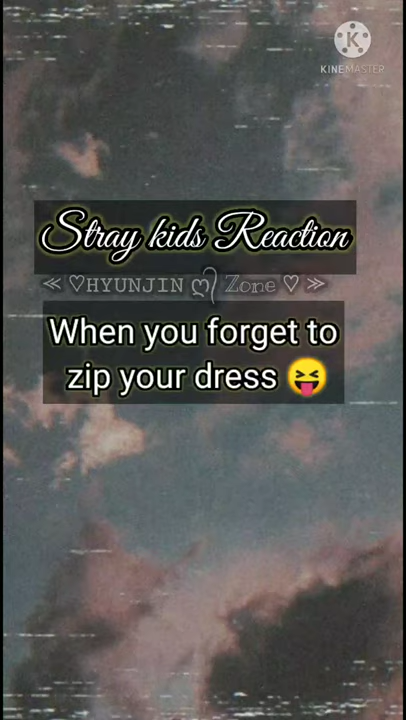 KINEMASTER
Stray kids Reaction
≪ ♡HYUNJIN ღ᭄ Zone ♡ ≫
When you forget to
zip your dress 😝